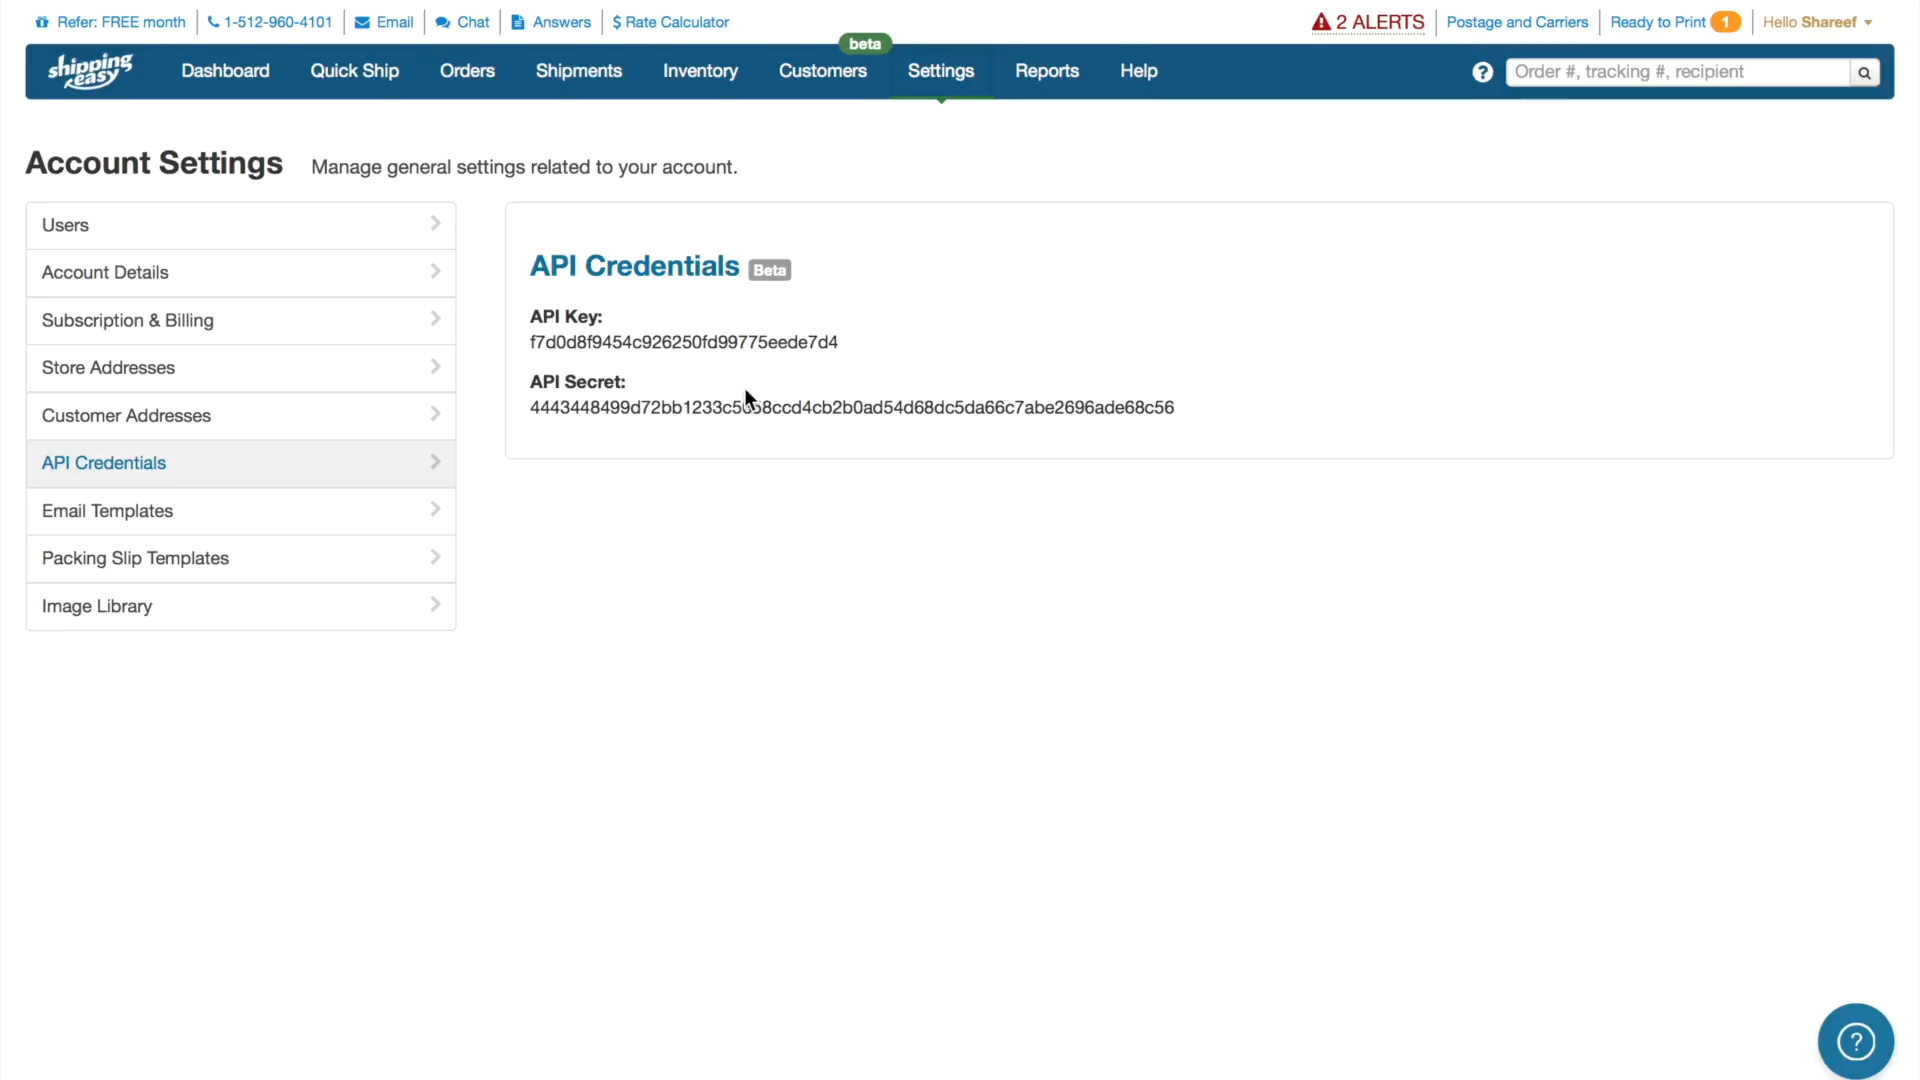 Refer: FREE month
1-512-960-4101
Email
Chat
Answers
$ Rate Calculator
2 ALERTS
Postage and Carriers
Ready to Print 1
Hello Shareef
beta
shipping easy
Dashboard
Quick Ship
Orders
Shipments
Inventory
Customers
Settings
Reports
Help
?
Order #, tracking #, recipient
Account Settings
Manage general settings related to your account.
Users
Account Details
Subscription & Billing
Store Addresses
Customer Addresses
API Credentials
Email Templates
Packing Slip Templates
Image Library
API Credentials Beta
API Key:
f7d0d8f9454c926250fd99775eede7d4
API Secret:
?